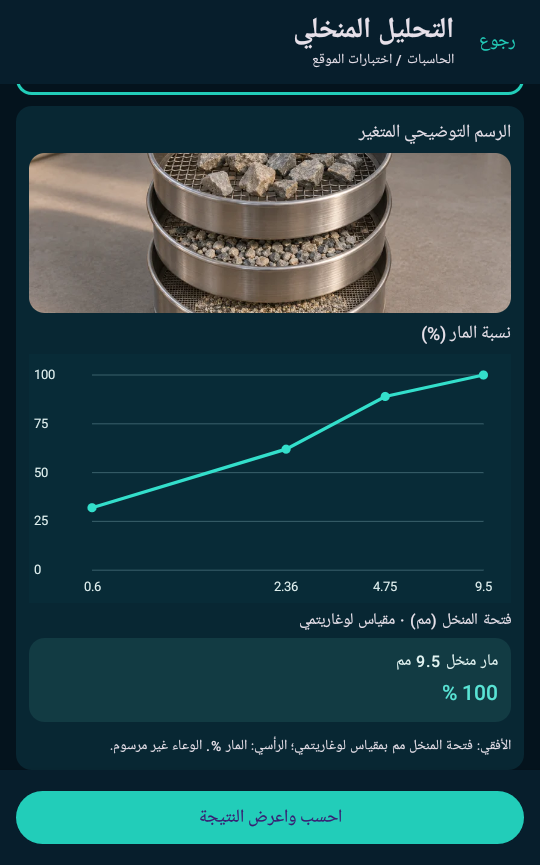 رجوع
التحليل المنخلي
الحاسبات / اختبارات الموقع
الرسم التوضيحي المتغير
نسبة المار (%)
100
75
50
25
0
0.6 2.36 4.75 9.5
فتحة المنخل (مم) · مقياس لوغاريتمي
مار منخل 9.5 مم
100 %
الأفقي: فتحة المنخل مم بمقياس لوغاريتمي؛ الرأسي: المار %. الوعاء غير مرسوم.
احسب واعرض النتيجة